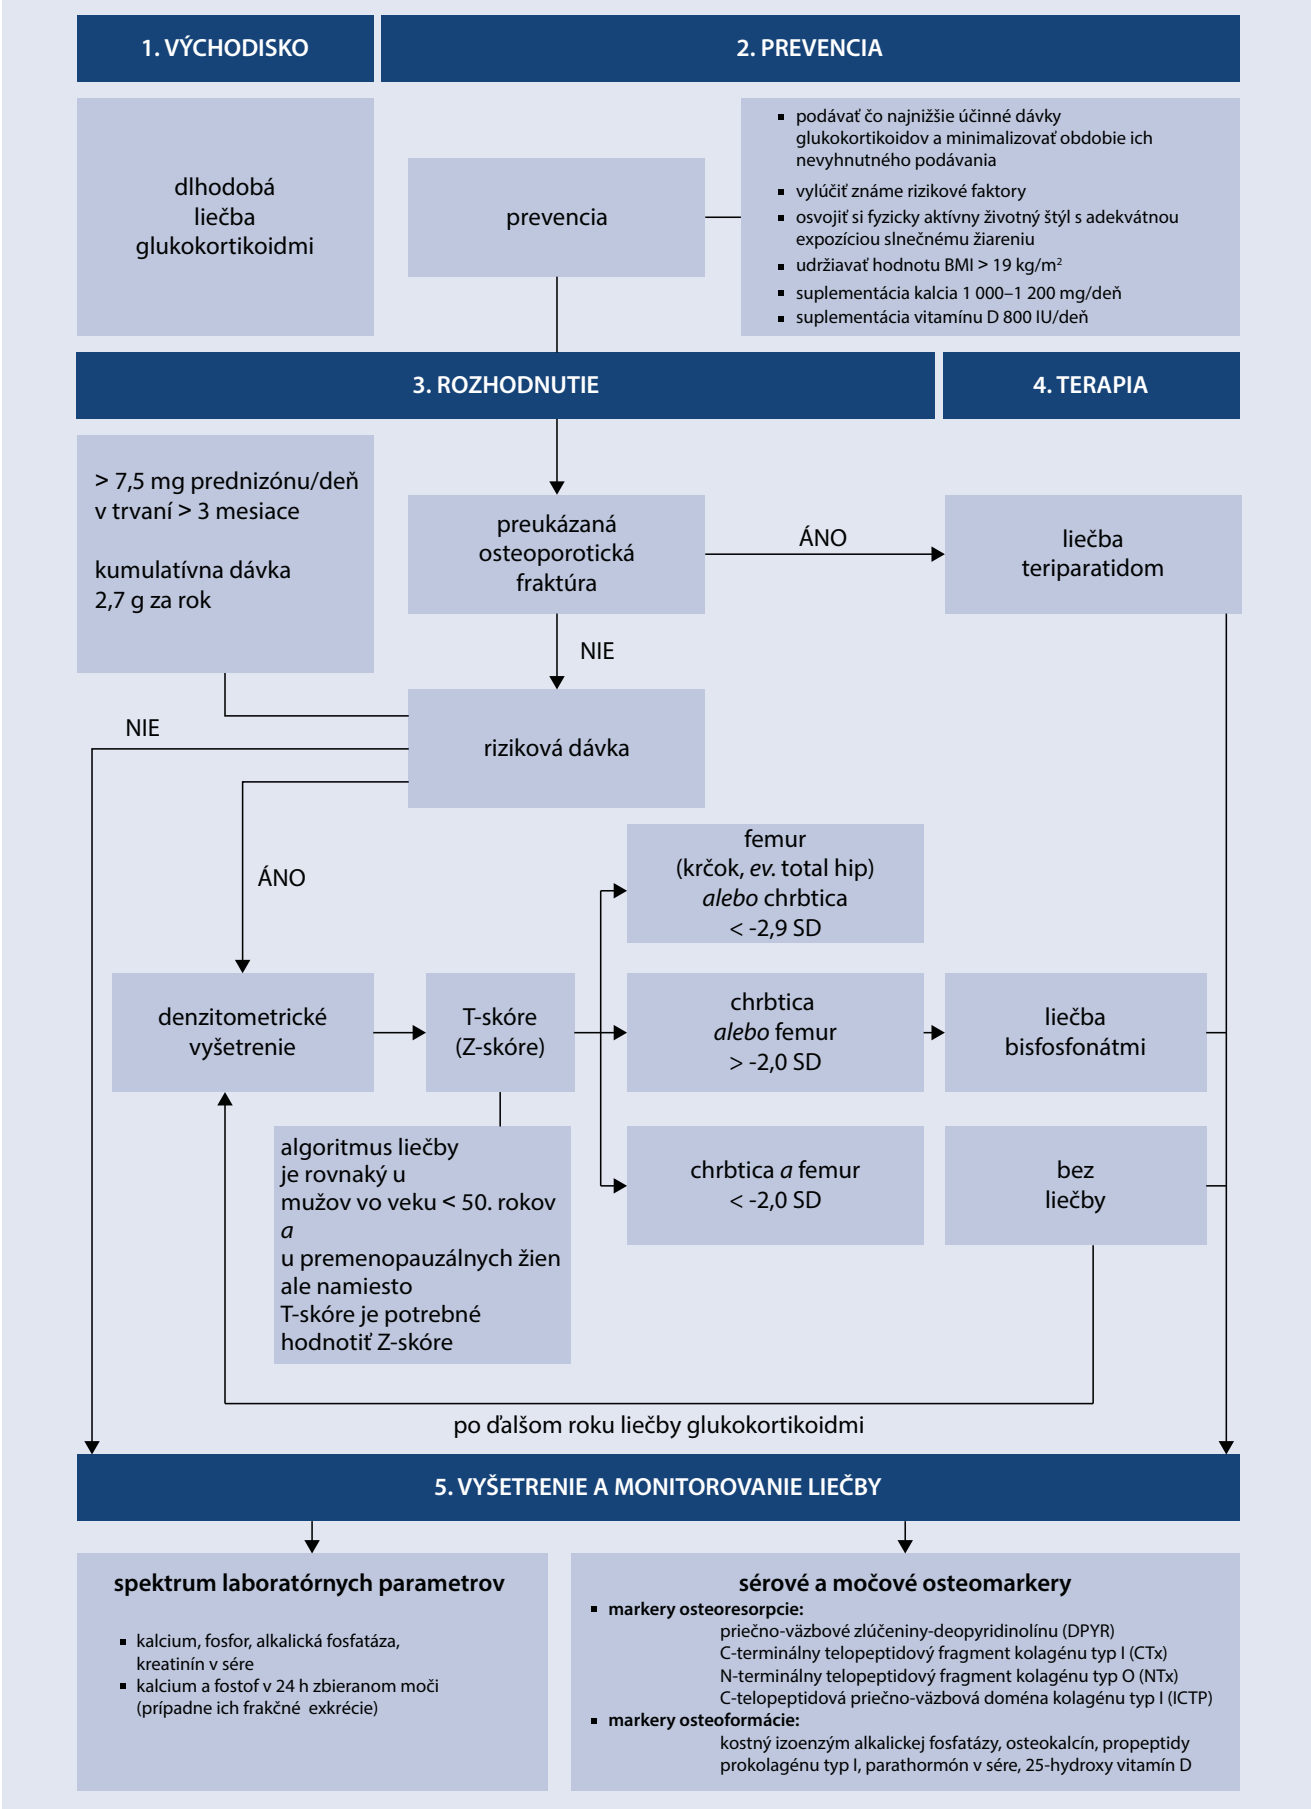 1. VÝCHODISKO
2. PREVENCIA
dlhodobá
liečba
glukokortikoidmi
prevencia
▪ podávať čo najnižšie účinné dávky
glukokortikoidov a minimalizovať obdobie ich
nevyhnutného podávania
▪ vylúčiť známe rizikové faktory
▪ osvojiť si fyzicky aktívny životný štýl s adekvátnou
expozíciou slnečnému žiareniu
▪ udržiavať hodnotu BMI > 19 kg/m²
▪ suplementácia kalcia 1 000–1 200 mg/deň
▪ suplementácia vitamínu D 800 IU/deň
3. ROZHODNUTIE
4. TERAPIA
> 7,5 mg prednizónu/deň
v trvaní > 3 mesiace
kumulatívna dávka
2,7 g za rok
preukázaná
osteoporotická
fraktúra
ÁNO
liečba
teriparatidom
NIE
riziková dávka
NIE
ÁNO
femur
(krčok, ev. total hip)
alebo chrbtica
< -2,9 SD
denzitometrické
vyšetrenie
T-skóre
(Z-skóre)
chrbtica
alebo femur
> -2,0 SD
liečba
bisfosfonátmi
algoritmus liečby
je rovnaký u
mužov vo veku < 50. rokov
a
u premenopauzálnych žien
ale namiesto
T-skóre je potrebné
hodnotiť Z-skóre
chrbtica a femur
< -2,0 SD
bez
liečby
po ďalšom roku liečby glukokortikoidmi
5. VYŠETRENIE A MONITOROVANIE LIEČBY
spektrum laboratórnych parametrov
▪ kalcium, fosfor, alkalická fosfatáza,
kreatinín v sére
▪ kalcium a fostof v 24 h zbieranom moči
(prípadne ich frakčné exkrécie)
sérové a močové osteomarkery
▪ markery osteoresorpcie:
priečno-väzbové zlúčeniny-deopyridinolínu (DPYR)
C-terminálny telopeptidový fragment kolagénu typ I (CTx)
N-terminálny telopeptidový fragment kolagénu typ O (NTx)
C-telopeptidová priečno-väzbová doména kolagénu typ I (ICTP)
▪ markery osteoformácie:
kostný izoenzým alkalickej fosfatázy, osteokalcín, propeptidy
prokolagénu typ I, parathormón v sére, 25-hydroxy vitamín D